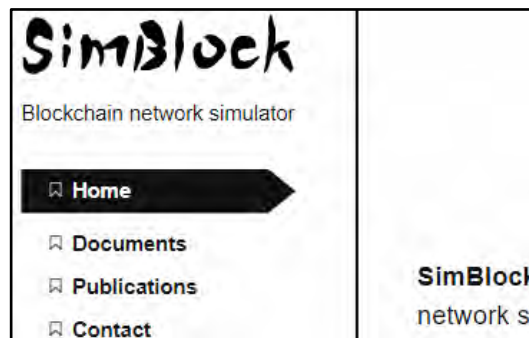 SimBlock
Blockchain network simulator
Home
Documents
Publications
Contact
SimBlock
network s